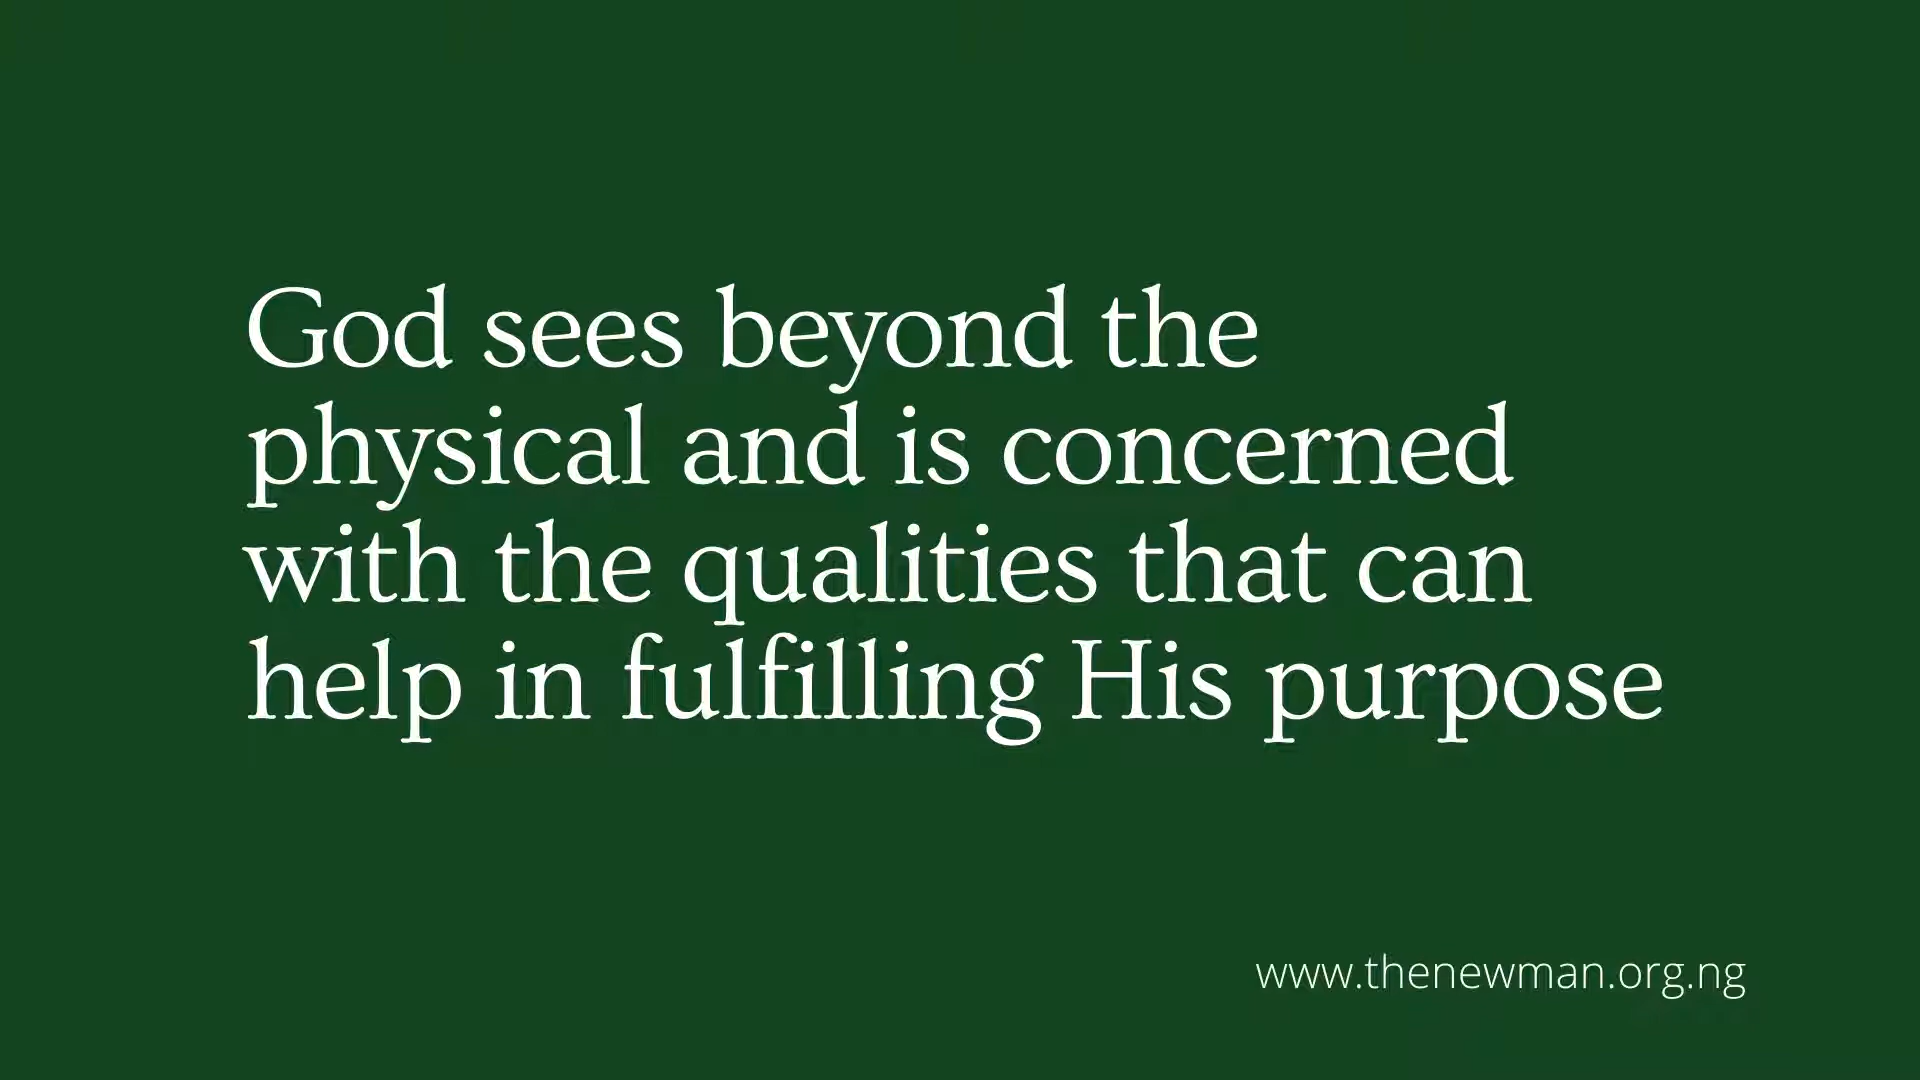 God sees beyond the
physical and is concerned
with the qualities that can
help in fulfilling His purpose
www.thenewman.org.ng